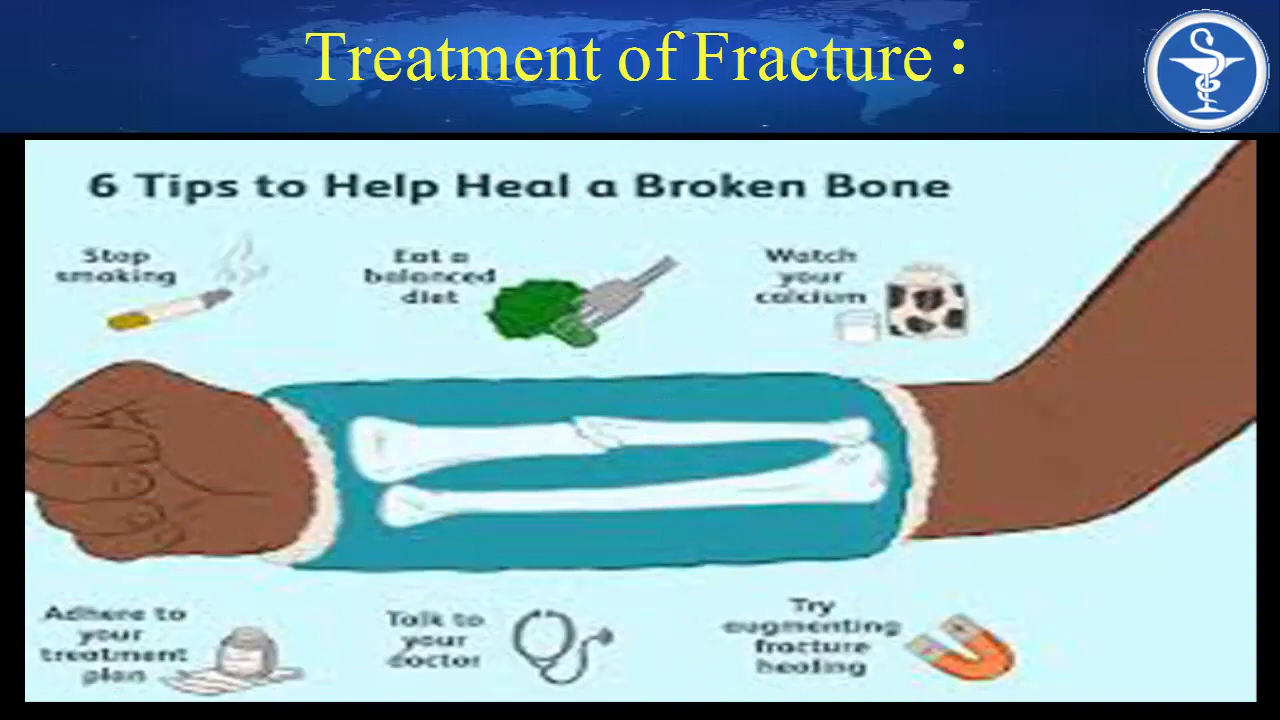 Treatment of Fracture :
6 Tips to Help Heal a Broken Bone
Stop
smoking
Eat a
balanced
diet
Watch
your
calcium
Adhere to
your
treatment
plan
Talk to
your
doctor
Try
augmenting
fracture
healing